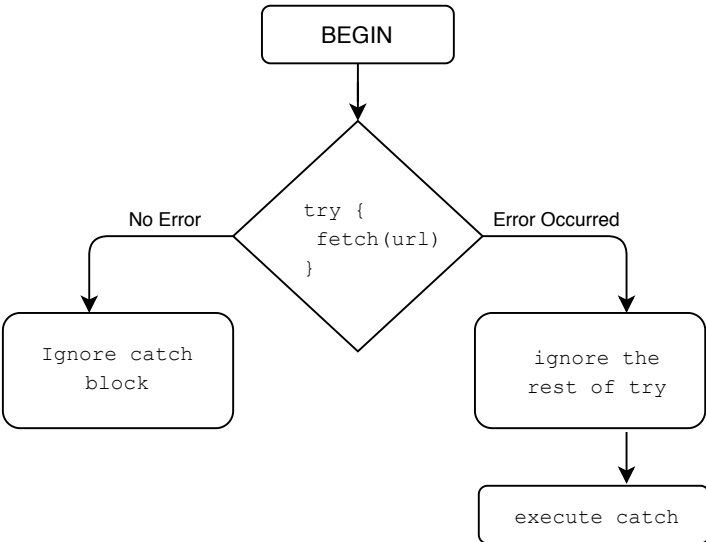 BEGIN
try {
fetch(url)
}
No Error
Error Occurred
Ignore catch
block
ignore the
rest of try
execute catch